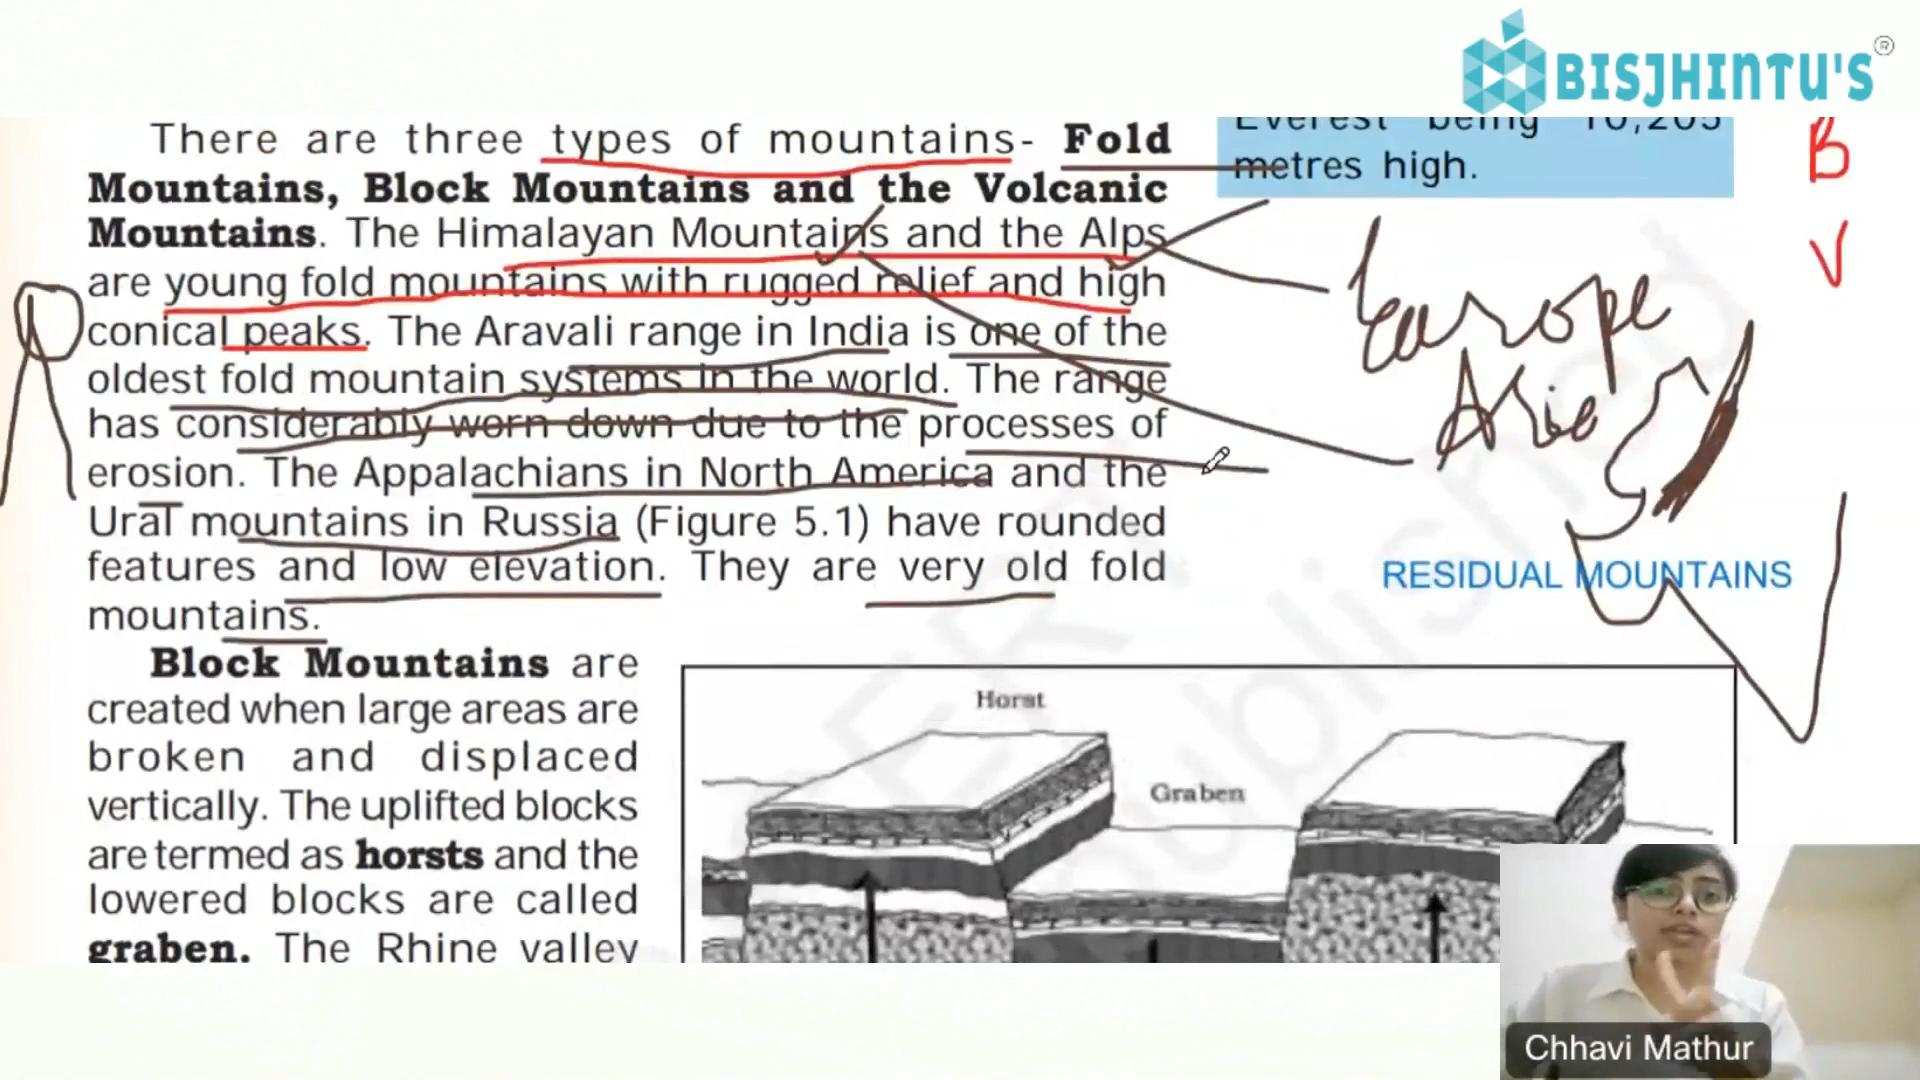 BISJHINTU'S ®
There are three types of mountains- Fold
Mountains, Block Mountains and the Volcanic
Mountains. The Himalayan Mountains and the Alps
are young fold mountains with rugged relief and high
conical peaks. The Aravali range in India is one of the
oldest fold mountain systems in the world. The range
has considerably worn down due to the processes of
erosion. The Appalachians in North America and the
Ural mountains in Russia (Figure 5.1) have rounded
features and low elevation. They are very old fold
mountains.
Everest being 10,205
metres high.
B
V
Europe
Asia
RESIDUAL MOUNTAINS
Block Mountains are
created when large areas are
broken and displaced
vertically. The uplifted blocks
are termed as horsts and the
lowered blocks are called
graben. The Rhine valley
Horst
Graben
Chhavi Mathur